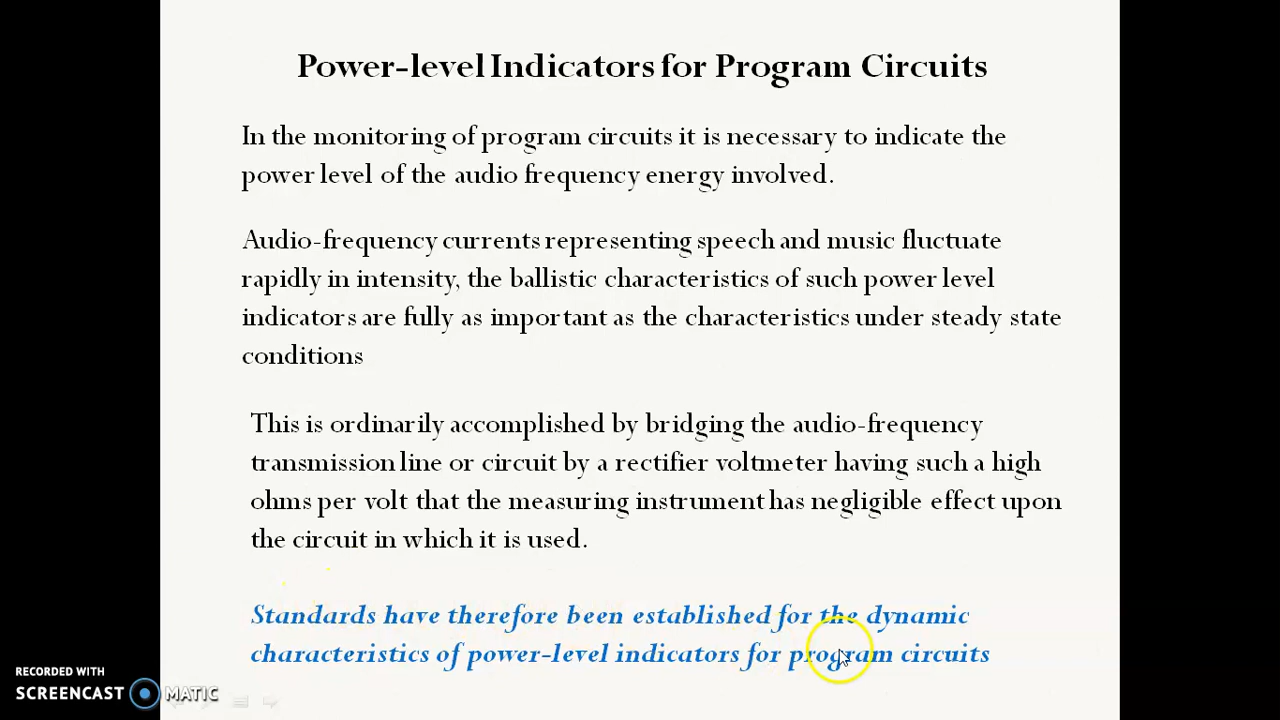 Power-level Indicators for Program Circuits
In the monitoring of program circuits it is necessary to indicate the
power level of the audio frequency energy involved.
Audio-frequency currents representing speech and music fluctuate
rapidly in intensity, the ballistic characteristics of such power level
indicators are fully as important as the characteristics under steady state
conditions
This is ordinarily accomplished by bridging the audio-frequency
transmission line or circuit by a rectifier voltmeter having such a high
ohms per volt that the measuring instrument has negligible effect upon
the circuit in which it is used.
Standards have therefore been established for the dynamic
characteristics of power-level indicators for program circuits
RECORDED WITH
SCREENCAST MATIC